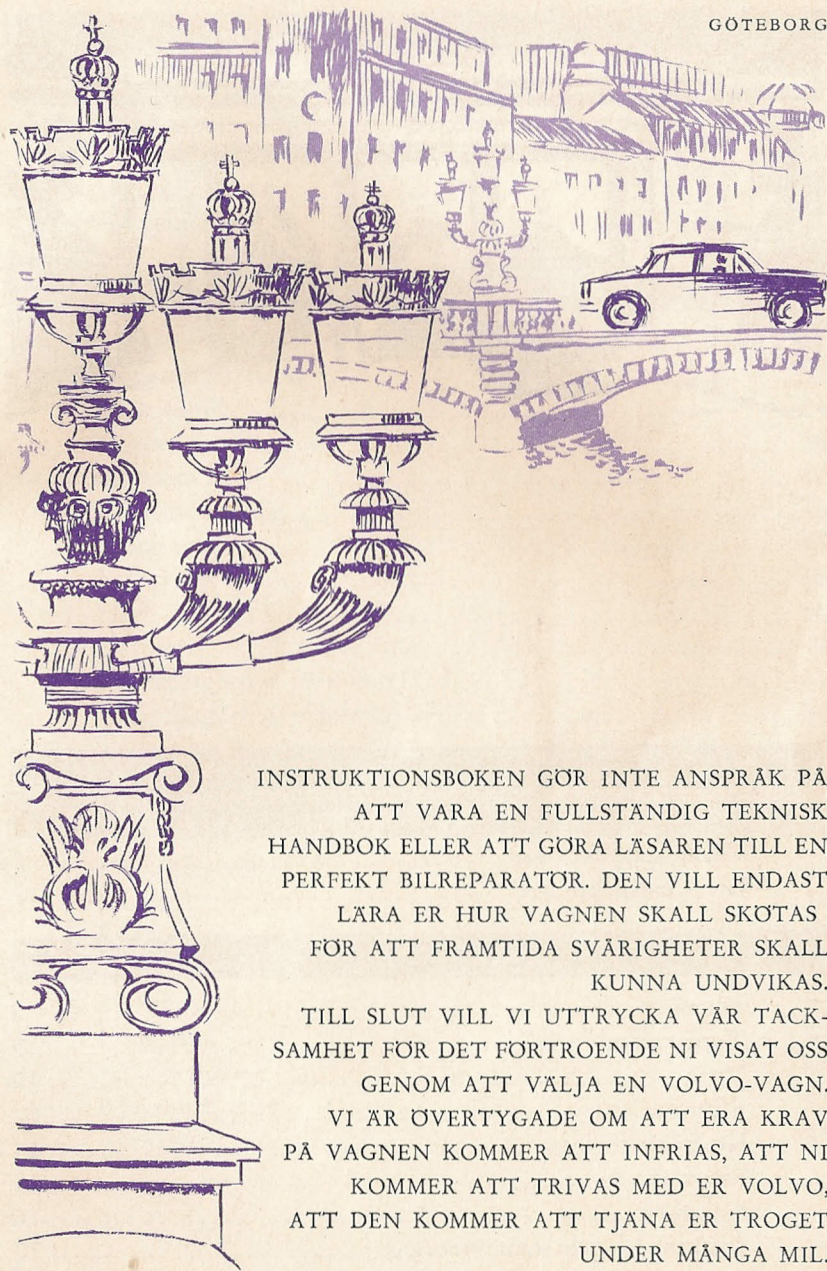 GÖTEBORG
INSTRUKTIONSBOKEN GÖR INTE ANSPRÅK PÅ
ATT VARA EN FULLSTÄNDIG TEKNISK
HANDBOK ELLER ATT GÖRA LÄSAREN TILL EN
PERFEKT BILREPARATÖR. DEN VILL ENDAST
LÄRA ER HUR VAGNEN SKALL SKÖTAS
FÖR ATT FRAMTIDA SVÅRIGHETER SKALL
KUNNA UNDVIKAS.
TILL SLUT VILL VI UTTRYCKA VÅR TACK-
SAMHET FÖR DET FÖRTROENDE NI VISAT OSS
GENOM ATT VÄLJA EN VOLVO-VAGN.
VI ÄR ÖVERTYGADE OM ATT ERA KRAV
PÅ VAGNEN KOMMER ATT INFRIAS, ATT NI
KOMMER ATT TRIVAS MED ER VOLVO,
ATT DEN KOMMER ATT TJÄNA ER TROGET
UNDER MÅNGA MIL.